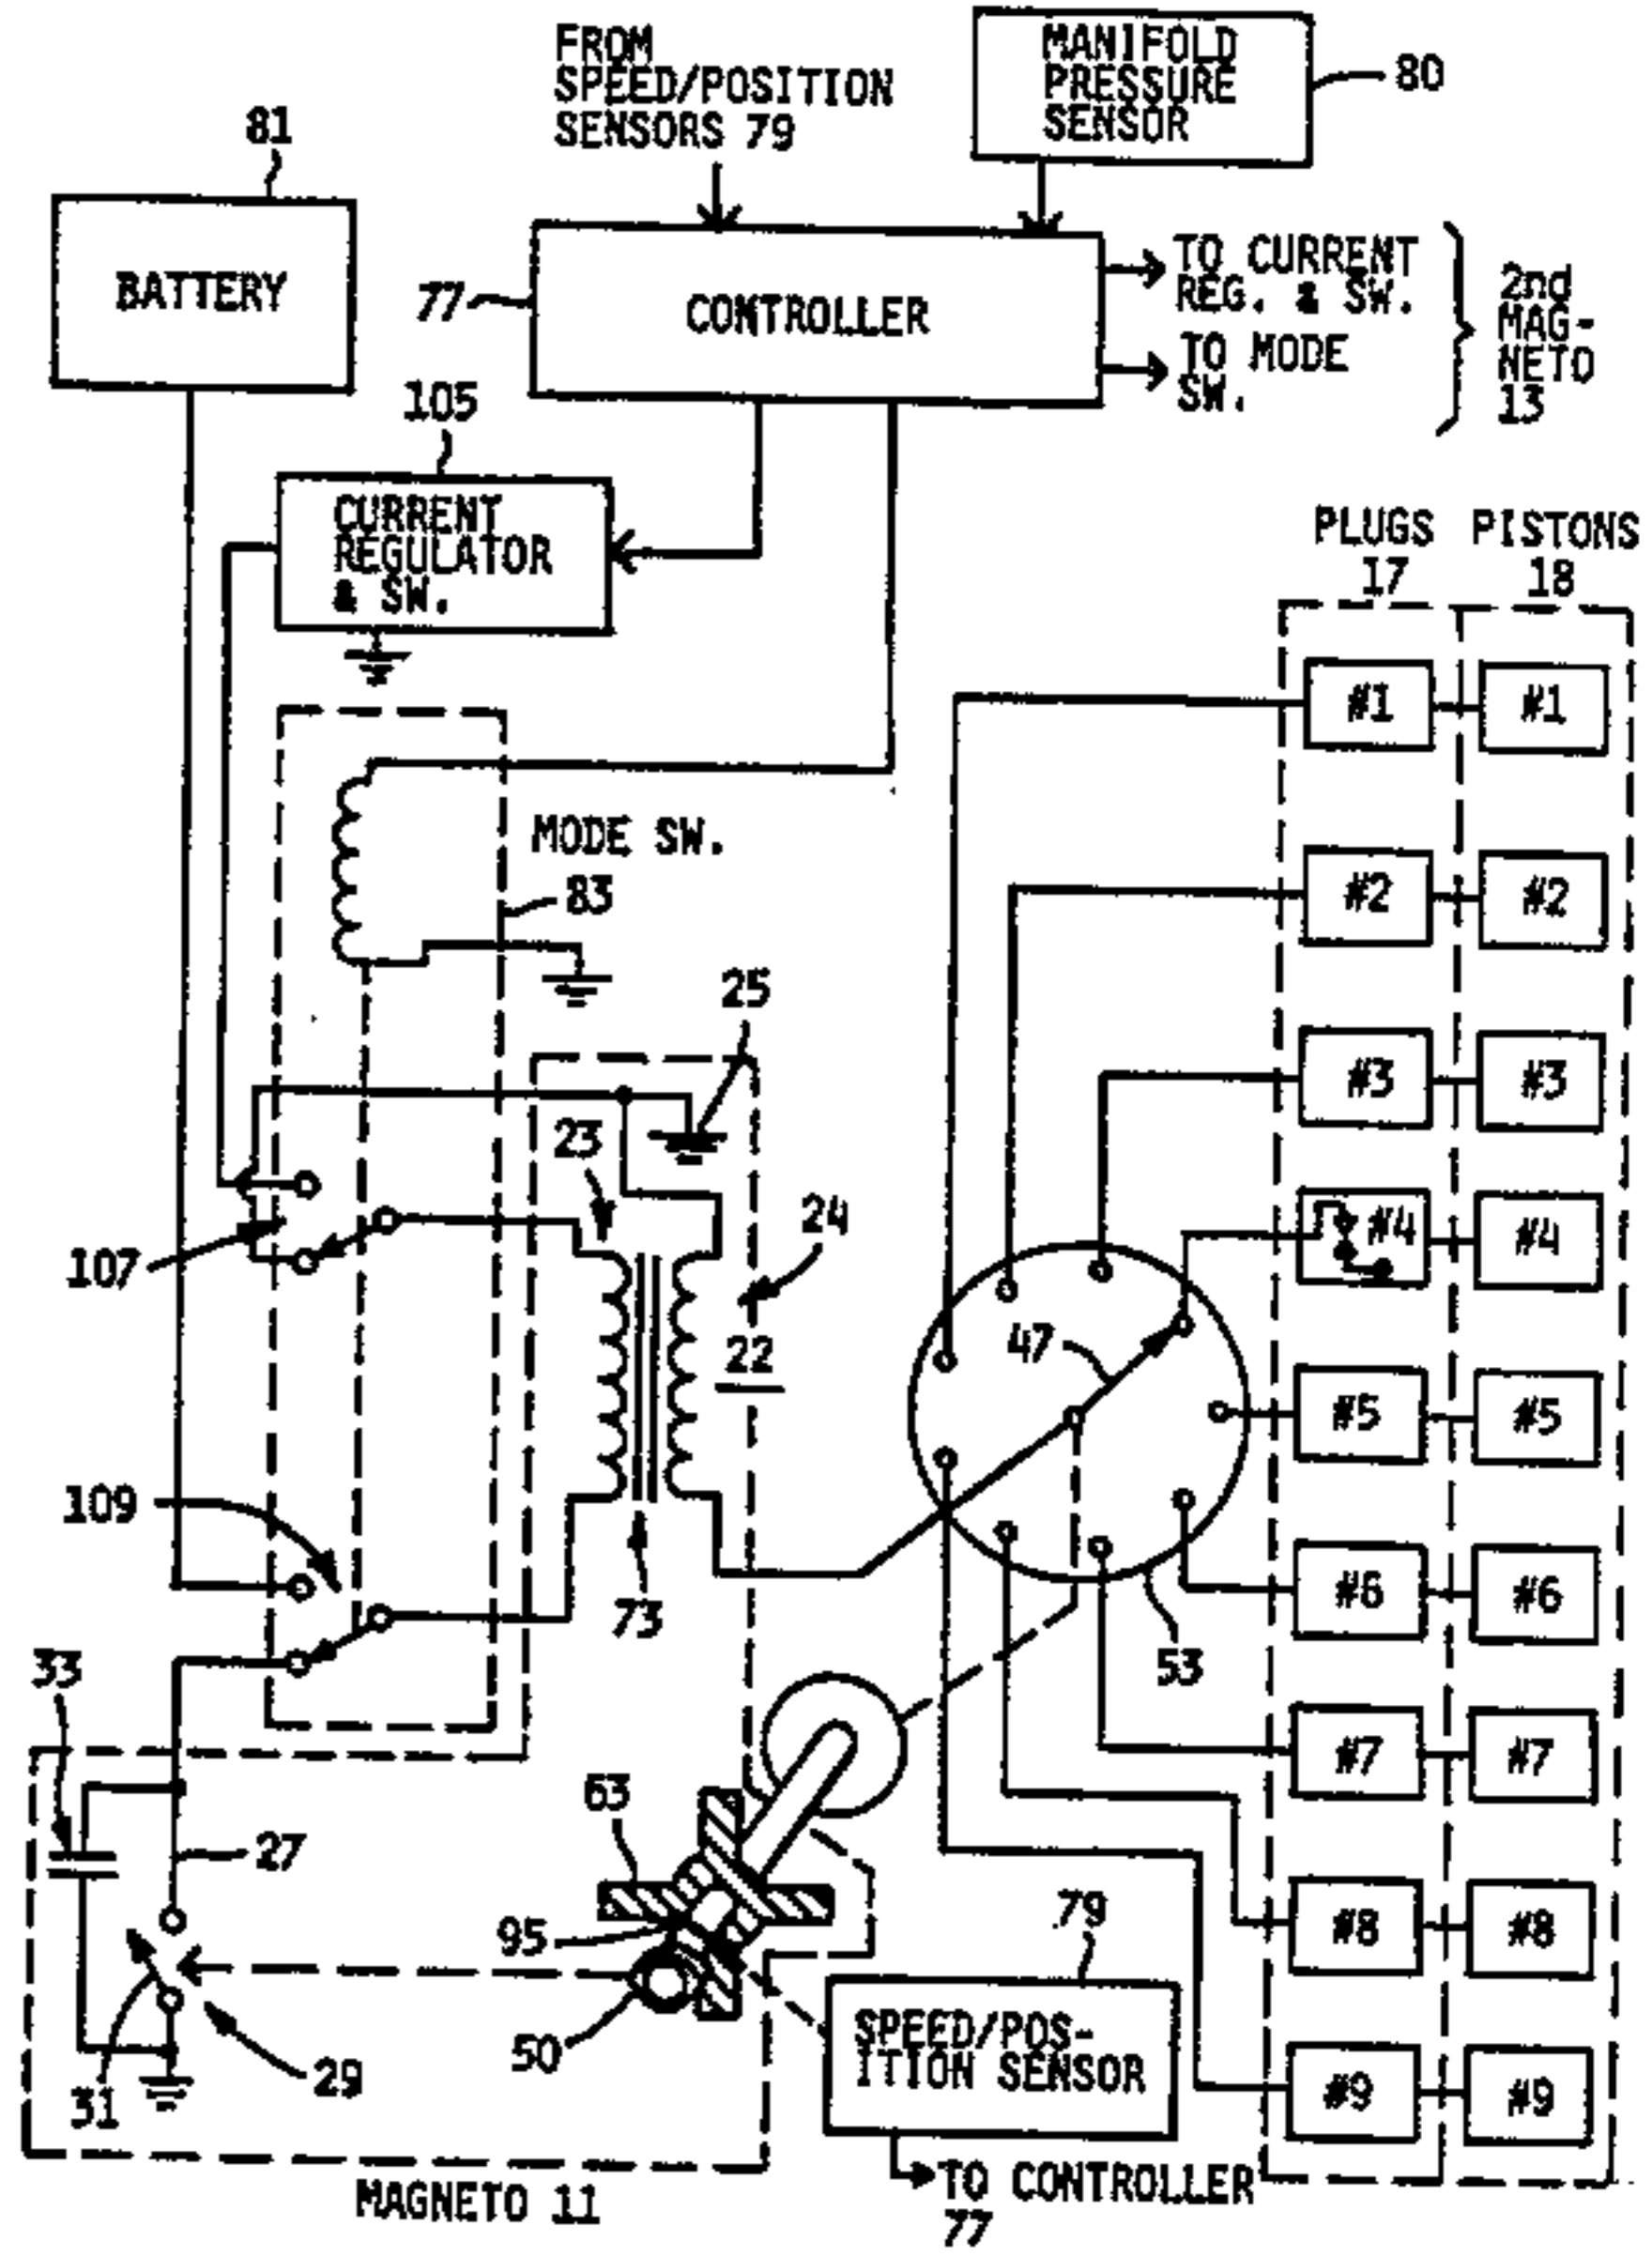 FROM
SPEED/POSITION
SENSORS 79
MANIFOLD
PRESSURE
SENSOR
80
81
BATTERY
77
CONTROLLER
TO CURRENT
REG. & SW.
TO MODE
SW.
2nd
MAG-
NETO
13
105
CURRENT
REGULATOR
& SW.
PLUGS
17
PISTONS
18
#1
#1
MODE SW.
83
#2
#2
25
23
#3
#3
24
107
#4
#4
22
47
#5
#5
109
73
#6
#6
53
33
63
27
#7
#7
95
79
#8
#8
50
SPEED/POS-
ITION SENSOR
31
29
#9
#9
MAGNETO 11
TO CONTROLLER
77